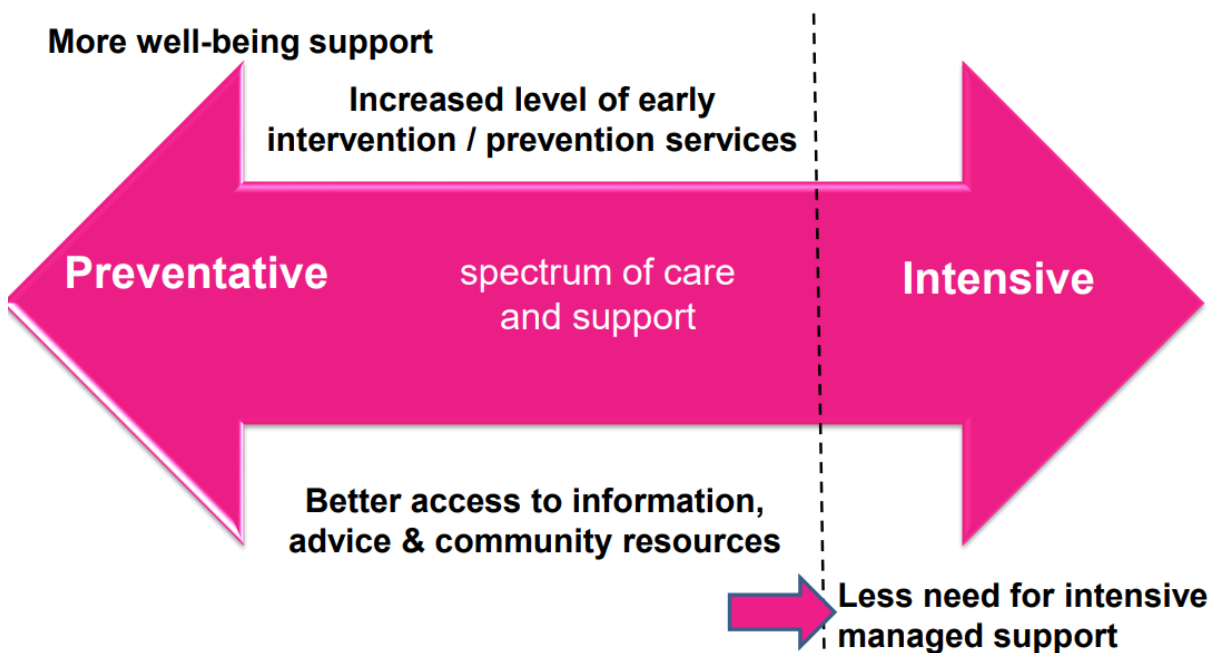 More well-being support
Increased level of early
intervention / prevention services
Preventative
spectrum of care
and support
Intensive
Better access to information,
advice & community resources
Less need for intensive
managed support